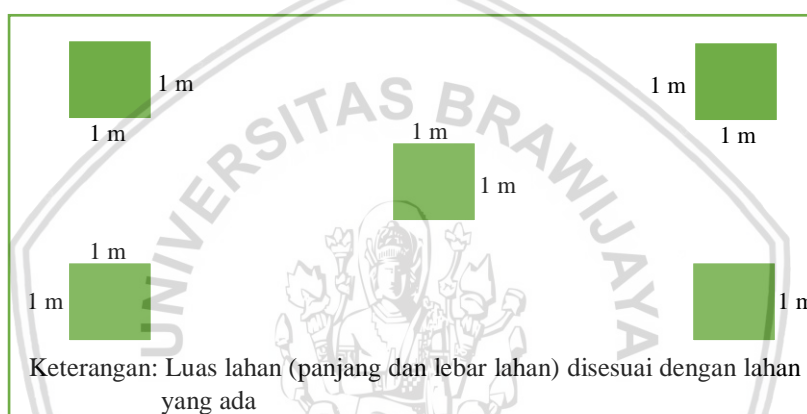 1 m 1 m
1 m 1 m
1 m
1 m
1 m
1 m
1 m 1 m
Keterangan: Luas lahan (panjang dan lebar lahan) disesuai dengan lahan
yang ada
UNIVERSITAS BRAWIJAYA